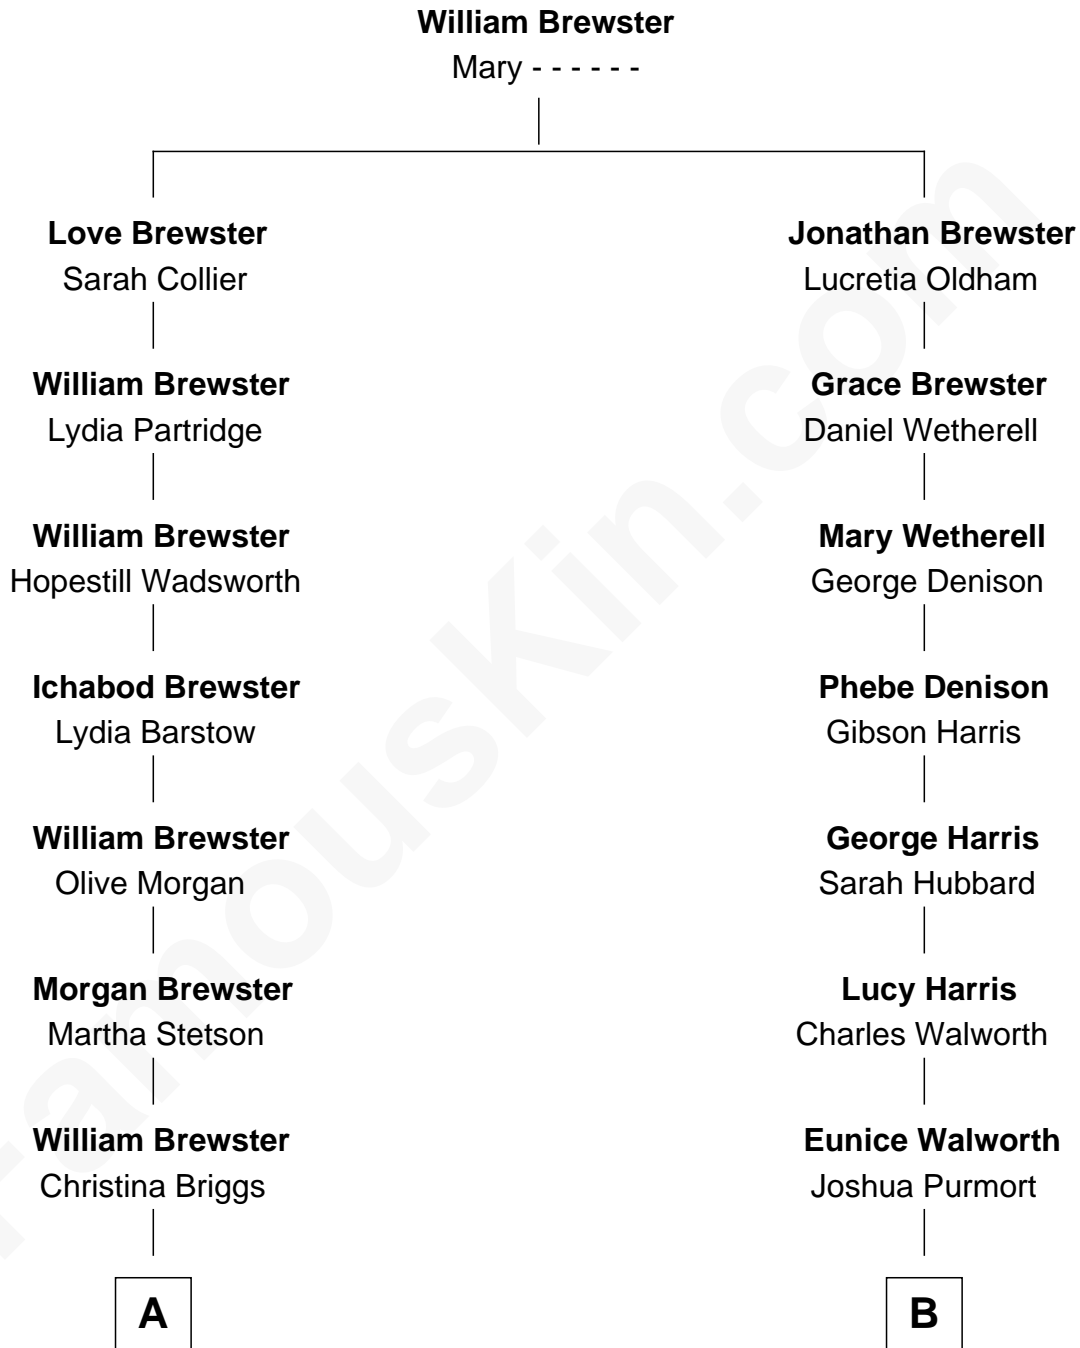 William Brewster
Mary - - - - - -
Love Brewster
Sarah Collier
Jonathan Brewster
Lucretia Oldham
William Brewster
Lydia Partridge
Grace Brewster
Daniel Wetherell
William Brewster
Hopestill Wadsworth
Mary Wetherell
George Denison
Ichabod Brewster
Lydia Barstow
Phebe Denison
Gibson Harris
William Brewster
Olive Morgan
George Harris
Sarah Hubbard
Morgan Brewster
Martha Stetson
Lucy Harris
Charles Walworth
William Brewster
Christina Briggs
Eunice Walworth
Joshua Purmort
A
B
FamousKin.com